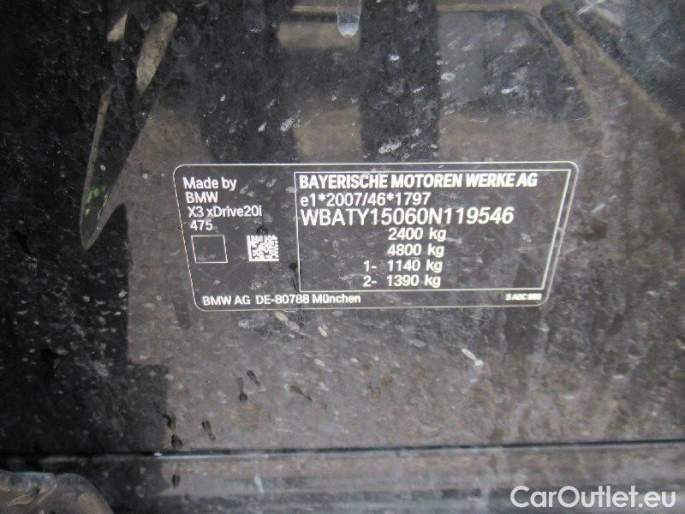 Made by
BMW
X3 xDrive20i
475
BAYERISCHE MOTOREN WERKE AG
e1*2007/46*1797
WBATY15060N119546
2400 kg
4800 kg
1- 1140 kg
2- 1390 kg
BMW AG DE-80788 München
CarOutlet.eu